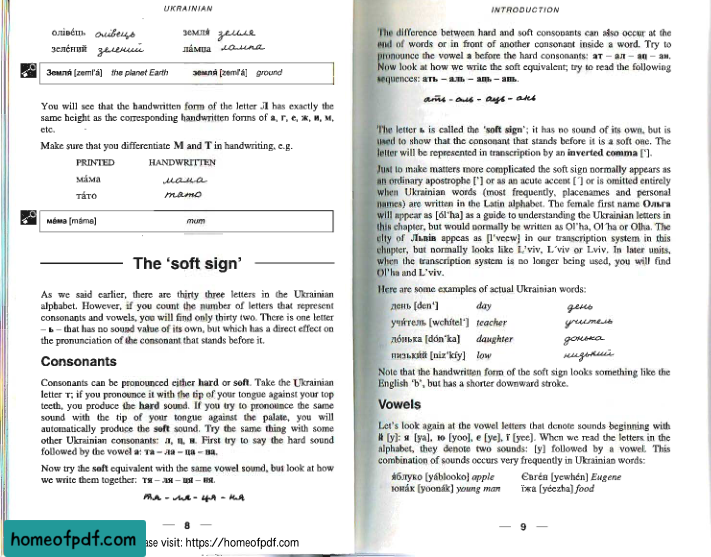 UKRAINIAN
олівéць олівець
зелéний зелений
земля́ земля
лáмпа лампа
Земля́ [zeml'á] the planet Earth земля́ [zeml'á] ground
You will see that the handwritten form of the letter Л has exactly the
same height as the corresponding handwritten forms of а, г, е, ж, и, м,
etc.
Make sure that you differentiate М and Т in handwriting, e.g.
PRINTED HANDWRITTEN
мáма мама
тáто тато
мáма [máma] mum
The 'soft sign'
As we said earlier, there are thirty three letters in the Ukrainian
alphabet. However, if you count the number of letters that represent
consonants and vowels, you will find only thirty two. There is one letter
– ь – that has no sound value of its own, but which has a direct effect on
the pronunciation of the consonant that stands before it.
Consonants
Consonants can be pronounced either hard or soft. Take the Ukrainian
letter т; if you pronounce it with the tip of your tongue against your top
teeth, you produce the hard sound. If you try to pronounce the same
sound with the tip of your tongue against the palate, you will
automatically produce the soft sound. Try the same thing with some
other Ukrainian consonants: л, ц, н. First try to say the hard sound
followed by the vowel а: та – ла – ца – на.
Now try the soft equivalent with the same vowel sound, but look at how
we write them together: тя – ля – ця – ня.
тя - ля - ця - ня
— 8 —
homeofpdf.com
ase visit: https://homeofpdf.com
INTRODUCTION
The difference between hard and soft consonants can also occur at the
end of words or in front of another consonant inside a word. Try to
pronounce the vowel а before the hard consonants: ат – ал – ац – ан.
Now look at how we write the soft equivalent; try to read the following
sequences: ать – аль – аць – ань.
ать - аль - аць - ань
The letter ь is called the 'soft sign'; it has no sound of its own, but is
used to show that the consonant that stands before it is a soft one. The
letter will be represented in transcription by an inverted comma ['].
Just to make matters more complicated the soft sign normally appears as
an ordinary apostrophe ['] or as an acute accent [´] or is omitted entirely
when Ukrainian words (most frequently, placenames and personal
names) are written in the Latin alphabet. The female first name Ольга
will appear as [ól'ha] as a guide to understanding the Ukrainian letters in
this chapter, but would normally be written as Ol'ha, Ol´ha or Olha. The
city of Львів appeas as [l'veew] in our transcription system in this
chapter, but normally looks like L'viv, L´viv or Lviv. In later units,
when the transcription system is no longer being used, you will find
Ol'ha and L'viv.
Here are some examples of actual Ukrainian words:
день [den'] day день
учи́тель [wchítel'] teacher учитель
дóнька [dón'ka] daughter донька
низьки́й [niz'kíy] low низький
Note that the handwritten form of the soft sign looks something like the
English 'b', but has a shorter downward stroke.
Vowels
Let's look again at the vowel letters that denote sounds beginning with
й [y]: я [ya], ю [yoo], є [ye], ї [yee]. When we read the letters in the
alphabet, they denote two sounds: [y] followed by a vowel. This
combination of sounds occurs very frequently in Ukrainian words:
я́блуко [yáblooko] apple Євгéн [yewhén] Eugene
юнáк [yoonák] young man ї́жа [yéezha] food
— 9 —